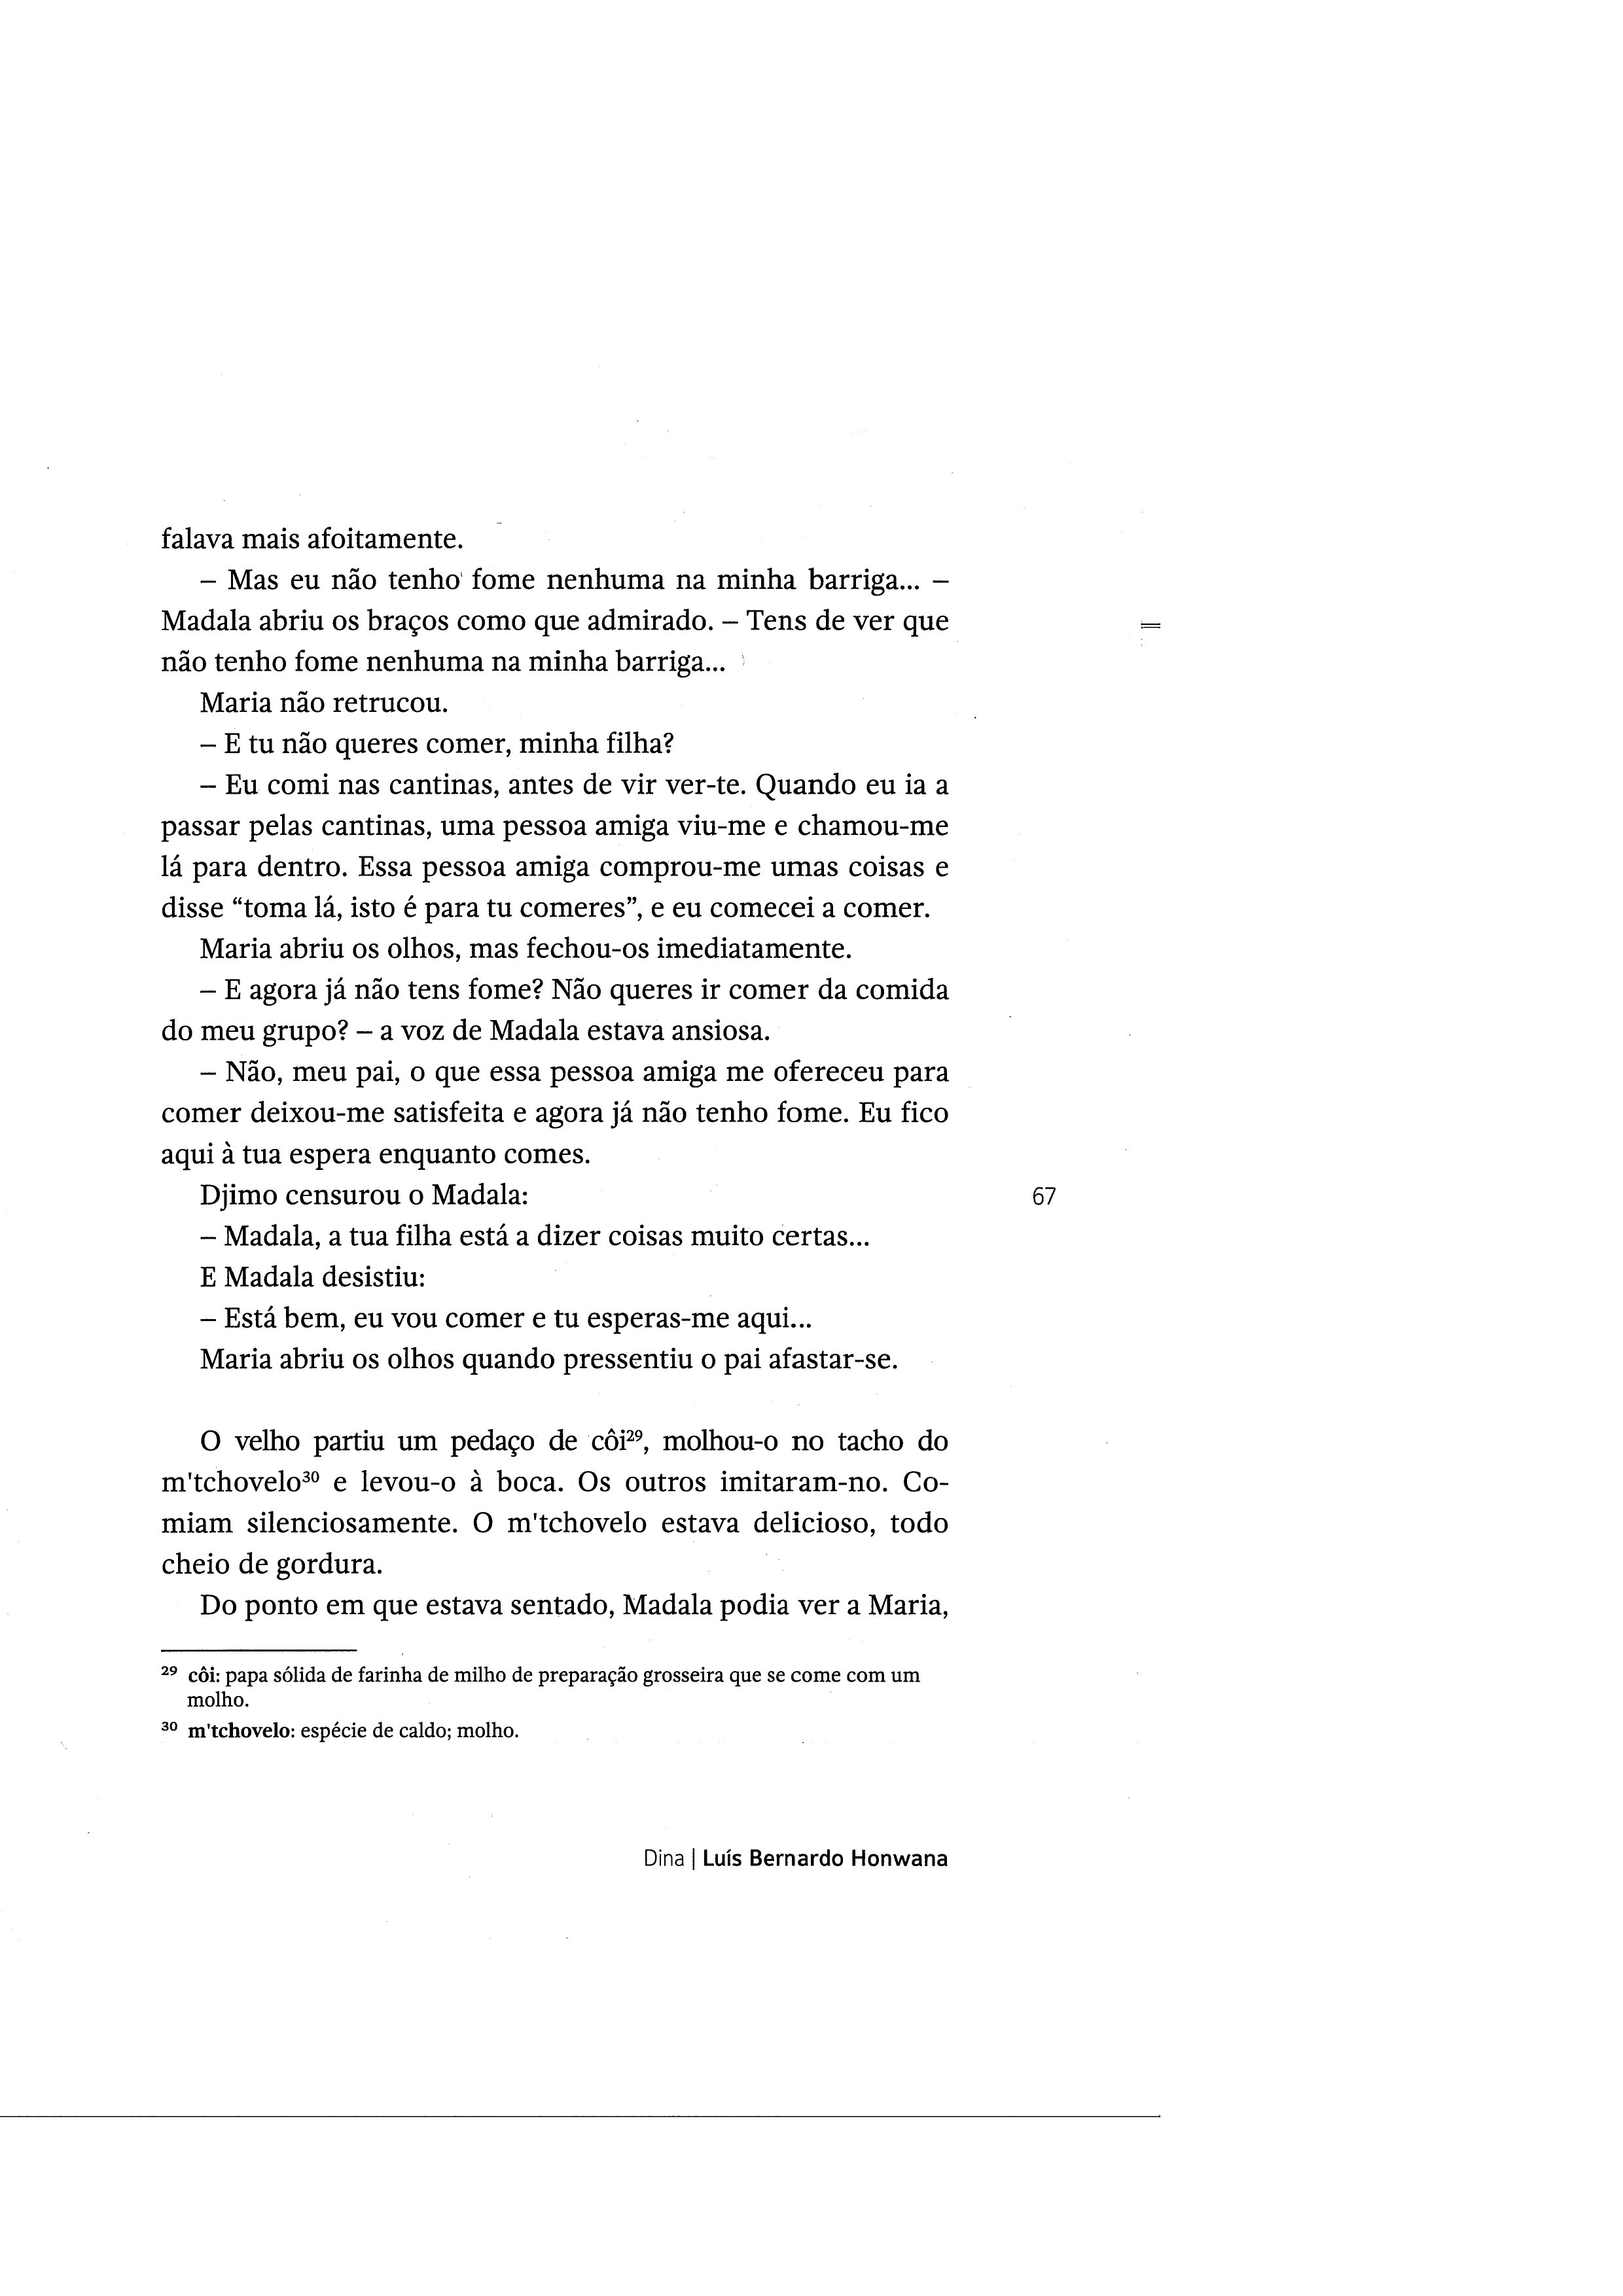 falava mais afoitamente.
– Mas eu não tenho fome nenhuma na minha barriga... –
Madala abriu os braços como que admirado. – Tens de ver que
não tenho fome nenhuma na minha barriga...
Maria não retrucou.
– E tu não queres comer, minha filha?
– Eu comi nas cantinas, antes de vir ver-te. Quando eu ia a
passar pelas cantinas, uma pessoa amiga viu-me e chamou-me
lá para dentro. Essa pessoa amiga comprou-me umas coisas e
disse “toma lá, isto é para tu comeres”, e eu comecei a comer.
Maria abriu os olhos, mas fechou-os imediatamente.
– E agora já não tens fome? Não queres ir comer da comida
do meu grupo? – a voz de Madala estava ansiosa.
– Não, meu pai, o que essa pessoa amiga me ofereceu para
comer deixou-me satisfeita e agora já não tenho fome. Eu fico
aqui à tua espera enquanto comes.
Djimo censurou o Madala:
67
– Madala, a tua filha está a dizer coisas muito certas...
E Madala desistiu:
– Está bem, eu vou comer e tu esperas-me aqui...
Maria abriu os olhos quando pressentiu o pai afastar-se.
O velho partiu um pedaço de côi²⁹, molhou-o no tacho do
m'tchovelo³⁰ e levou-o à boca. Os outros imitaram-no. Co-
miam silenciosamente. O m'tchovelo estava delicioso, todo
cheio de gordura.
Do ponto em que estava sentado, Madala podia ver a Maria,
²⁹ côi: papa sólida de farinha de milho de preparação grosseira que se come com um
molho.
³⁰ m'tchovelo: espécie de caldo; molho.
Dina | Luís Bernardo Honwana